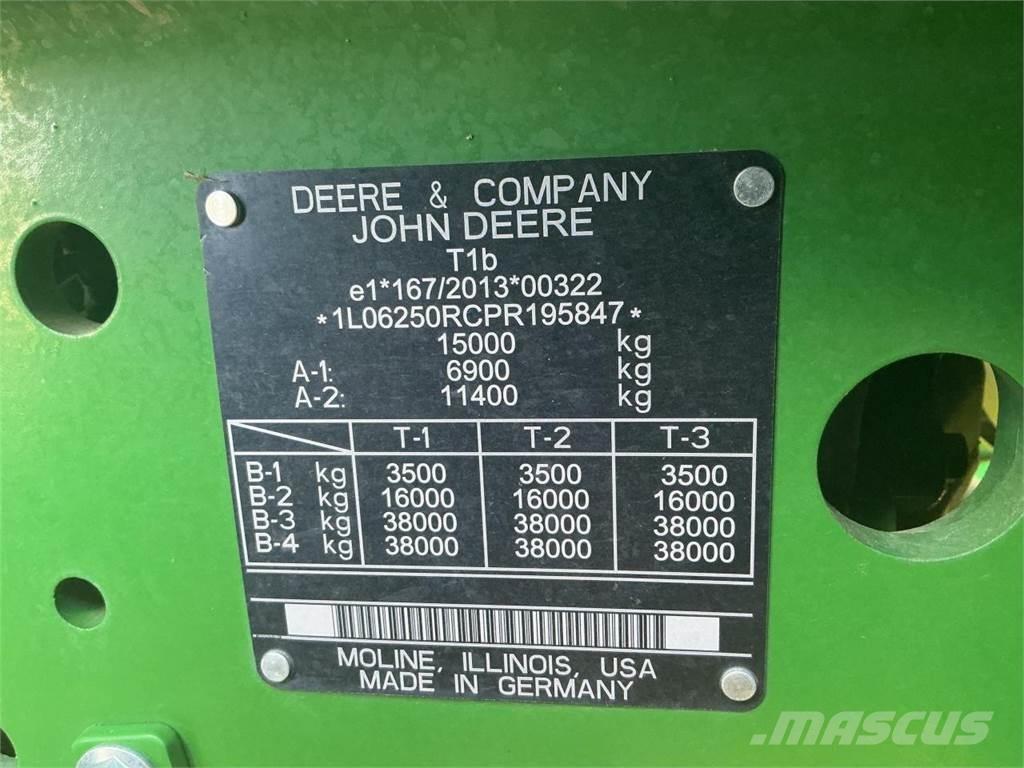 DEERE & COMPANY
JOHN DEERE
T1b
e1*167/2013*00322
*1L06250RCPR195847*
15000 kg
A-1: 6900 kg
A-2: 11400 kg
T-1 T-2 T-3
B-1 kg 3500 3500 3500
B-2 kg 16000 16000 16000
B-3 kg 38000 38000 38000
B-4 kg 38000 38000 38000
MOLINE, ILLINOIS, USA
MADE IN GERMANY
MASCUS